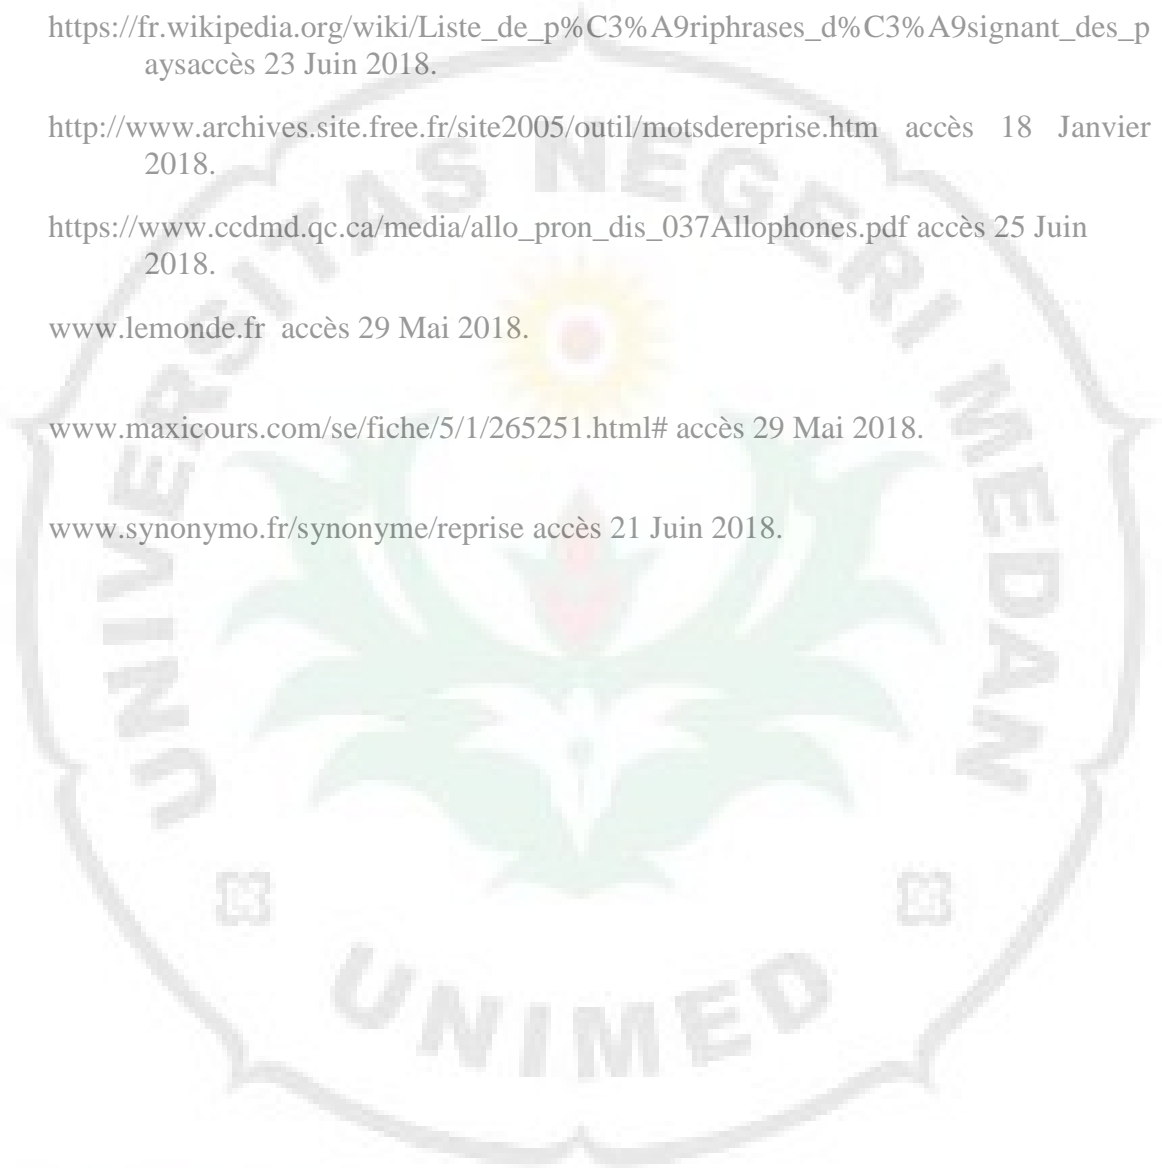 https://fr.wikipedia.org/wiki/Liste_de_p%C3%A9riphrases_d%C3%A9signant_des_p
aysaccès 23 Juin 2018.
http://www.archives.site.free.fr/site2005/outil/motsdereprise.htm accès 18 Janvier
2018.
https://www.ccdmd.qc.ca/media/allo_pron_dis_037Allophones.pdf accès 25 Juin
2018.
www.lemonde.fr accès 29 Mai 2018.
www.maxicours.com/se/fiche/5/1/265251.html# accès 29 Mai 2018.
www.synonymo.fr/synonyme/reprise accès 21 Juin 2018.
UNIVERSITAS NEGERI MEDAN
UNIMED